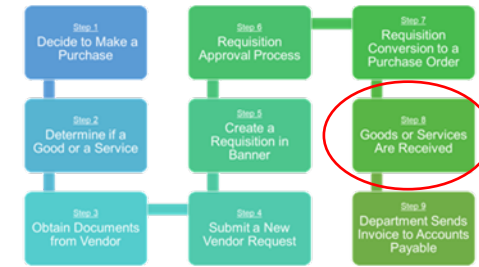 Step 1
Decide to Make a
Purchase
Step 2
Determine if a
Good or a Service
Step 3
Obtain Documents
from Vendor
Step 4
Submit a New
Vendor Request
Step 5
Create a
Requisition in
Banner
Step 6
Requisition
Approval Process
Step 7
Requisition
Conversion to a
Purchase Order
Step 8
Goods or Services
Are Received
Step 9
Department Sends
Invoice to Accounts
Payable